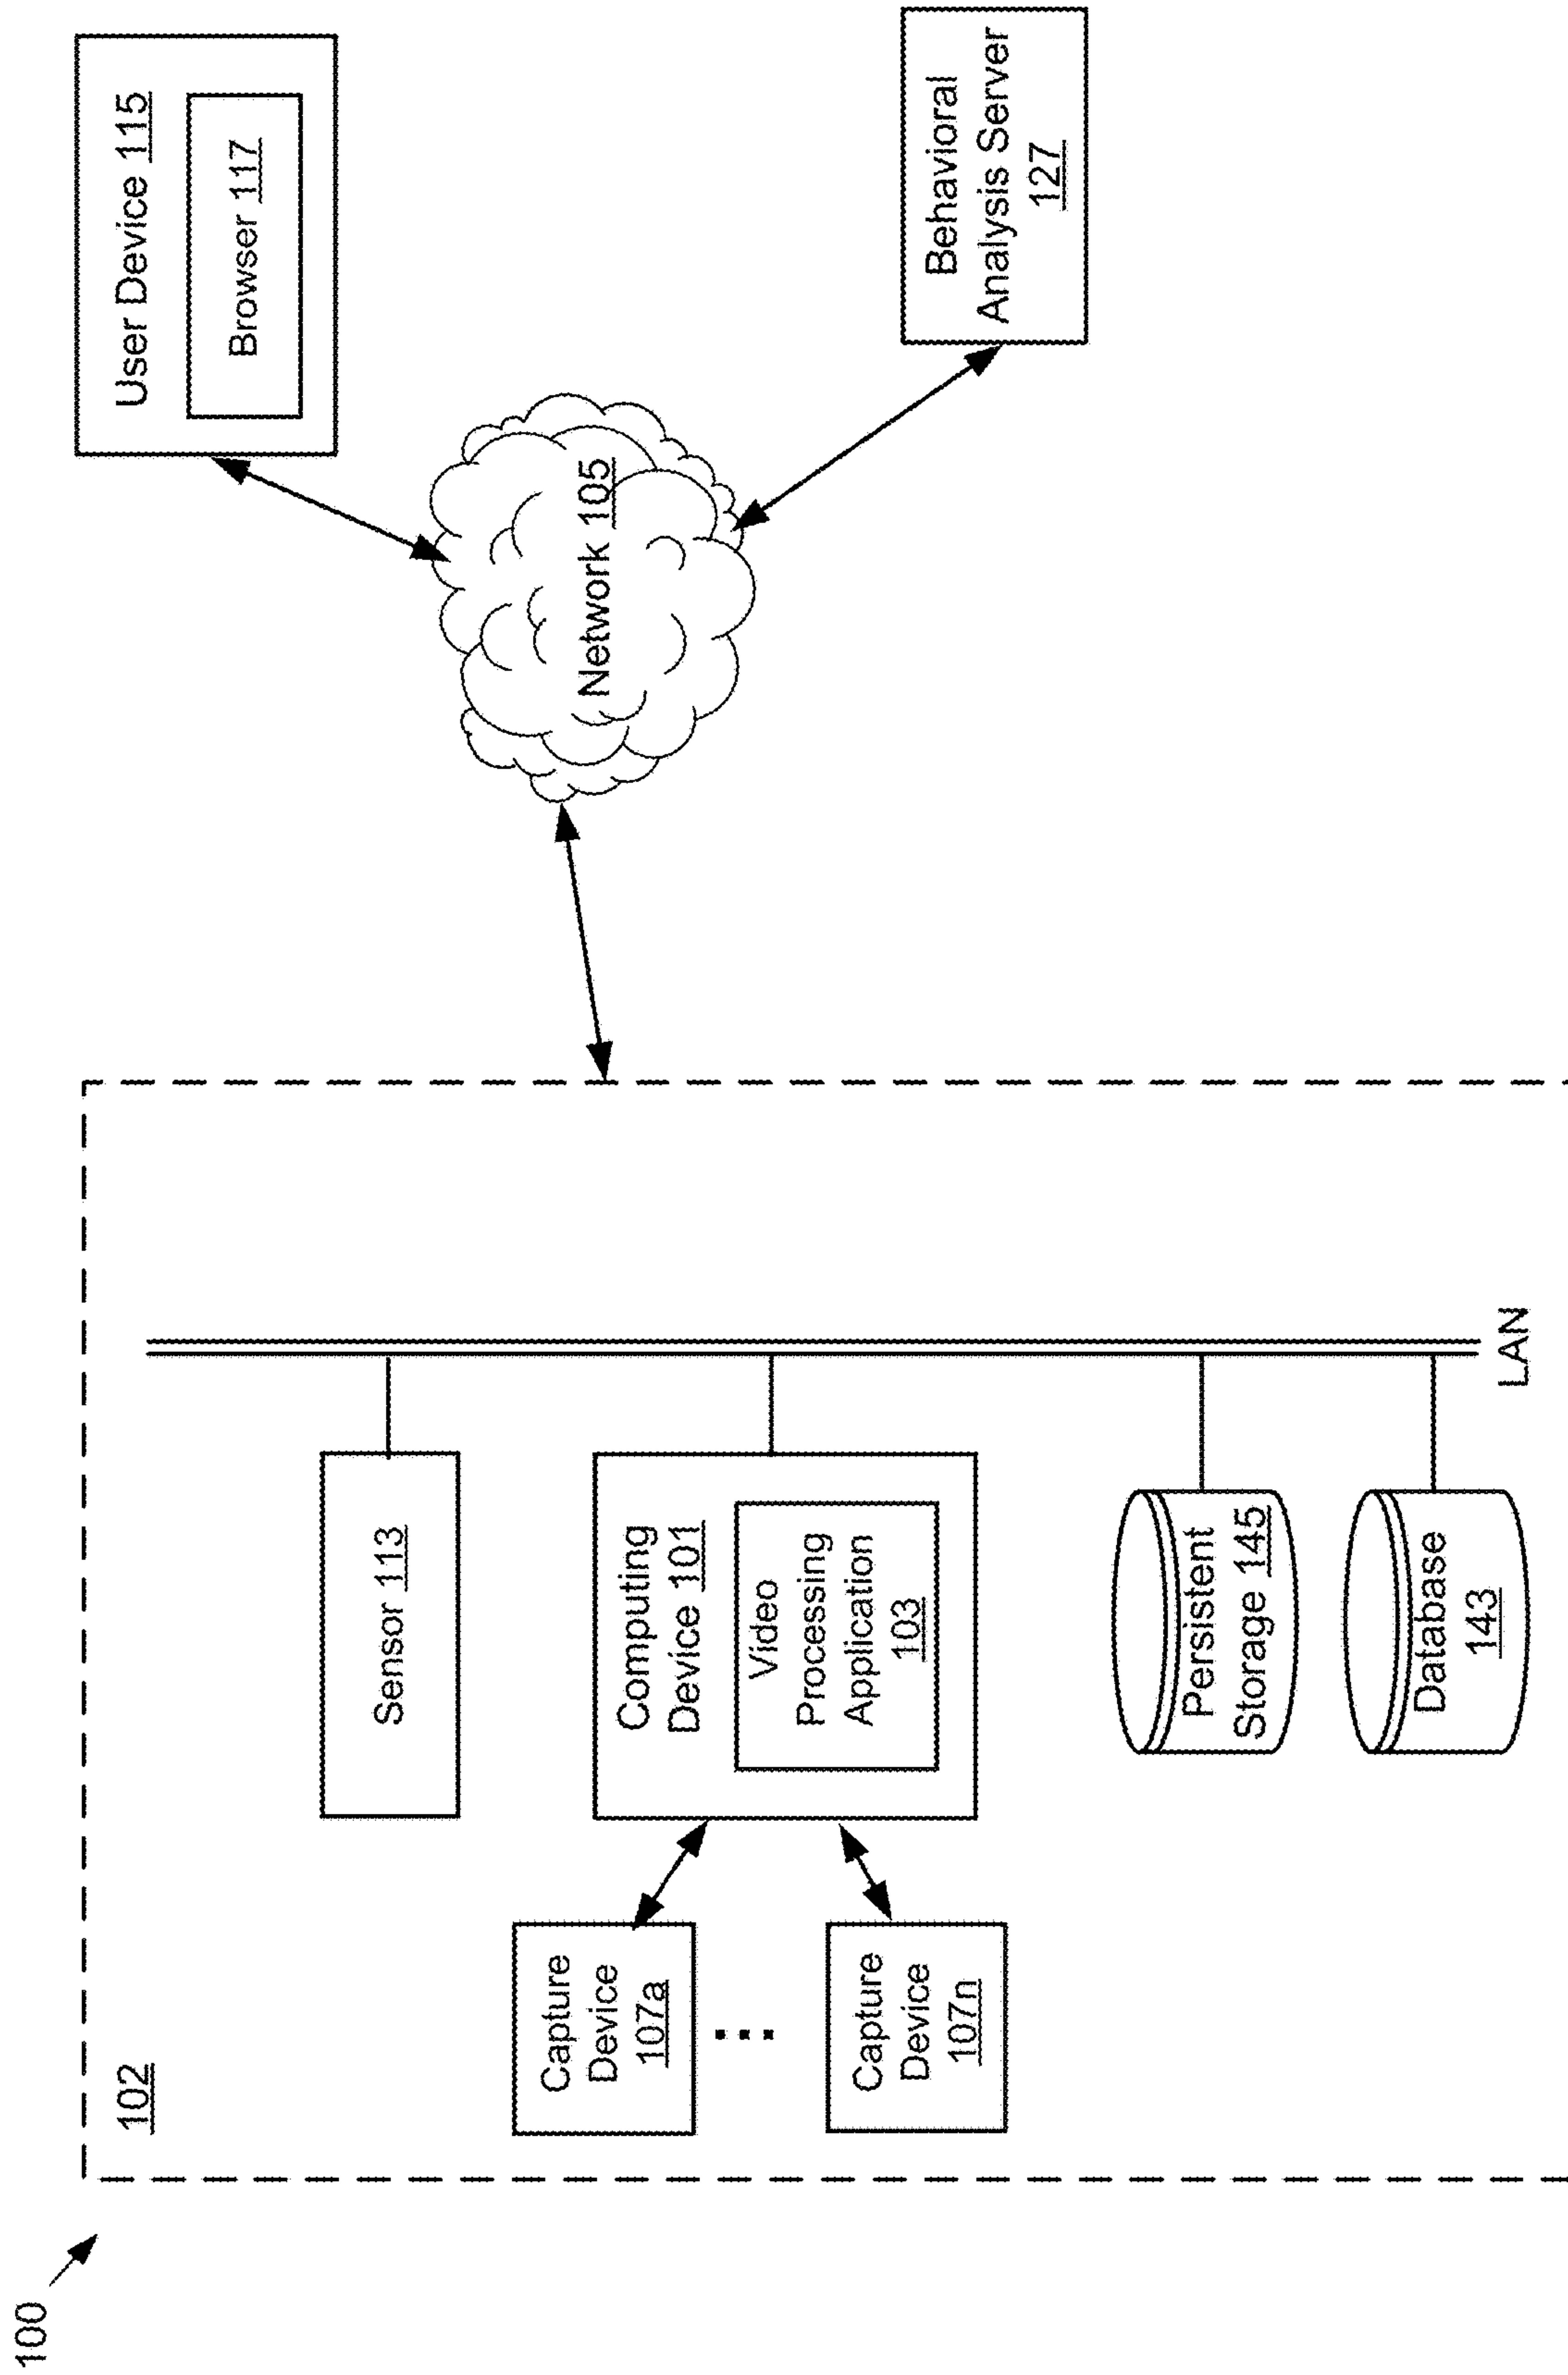 100
102
Capture
Device
107a
Capture
Device
107n
Sensor 113
Computing
Device 101
Video
Processing
Application
103
Persistent
Storage 145
Database
143
LAN
Network 105
User Device 115
Browser 117
Behavioral
Analysis Server
127